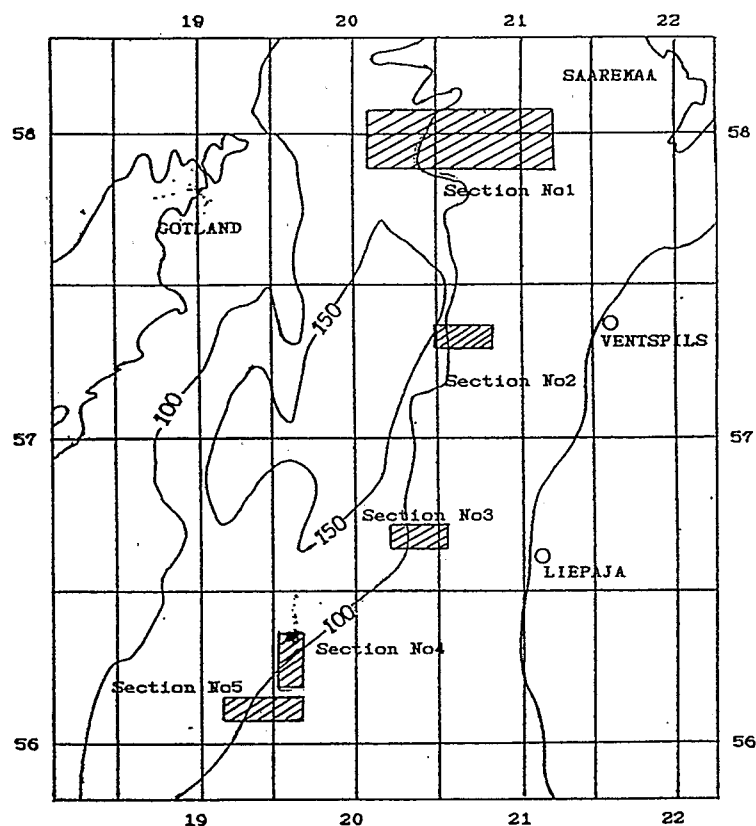 19 20 21 22
SAAREMAA
58 58
Section No1
GOTLAND
150
VENTSPILS
Section No2
100
57 57
Section No3
150
LIEPAJA
100
Section No4
Section No5
56 56
19 20 21 22